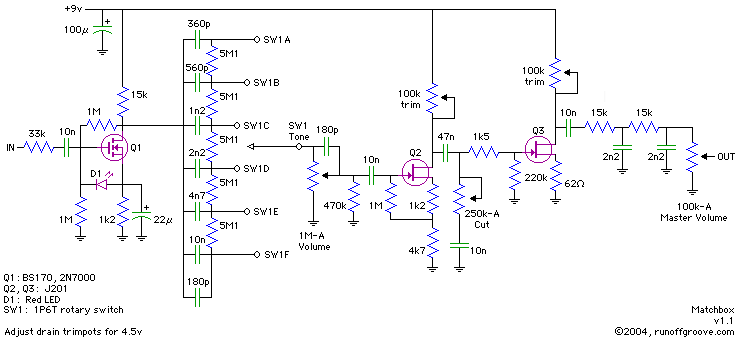 +9v
100µ
360p
SW1A
5M1
560p
SW1B
5M1
15k
1M
1n2
SW1C
5M1
33k
10n
IN
Q1
2n2
SW1D
5M1
D1
4n7
SW1E
5M1
1M
1k2
22µ
10n
SW1F
180p
SW1
Tone
180p
1M-A
Volume
470k
10n
1M
100k
trim
Q2
1k2
4k7
47n
250k-A
Cut
10n
1k5
220k
100k
trim
Q3
62Ω
10n
15k
15k
2n2
2n2
OUT
100k-A
Master Volume
Q1: BS170, 2N7000
Q2, Q3: J201
D1: Red LED
SW1: 1P6T rotary switch
Adjust drain trimpots for 4.5v
Matchbox
v1.1
©2004, runoffgroove.com